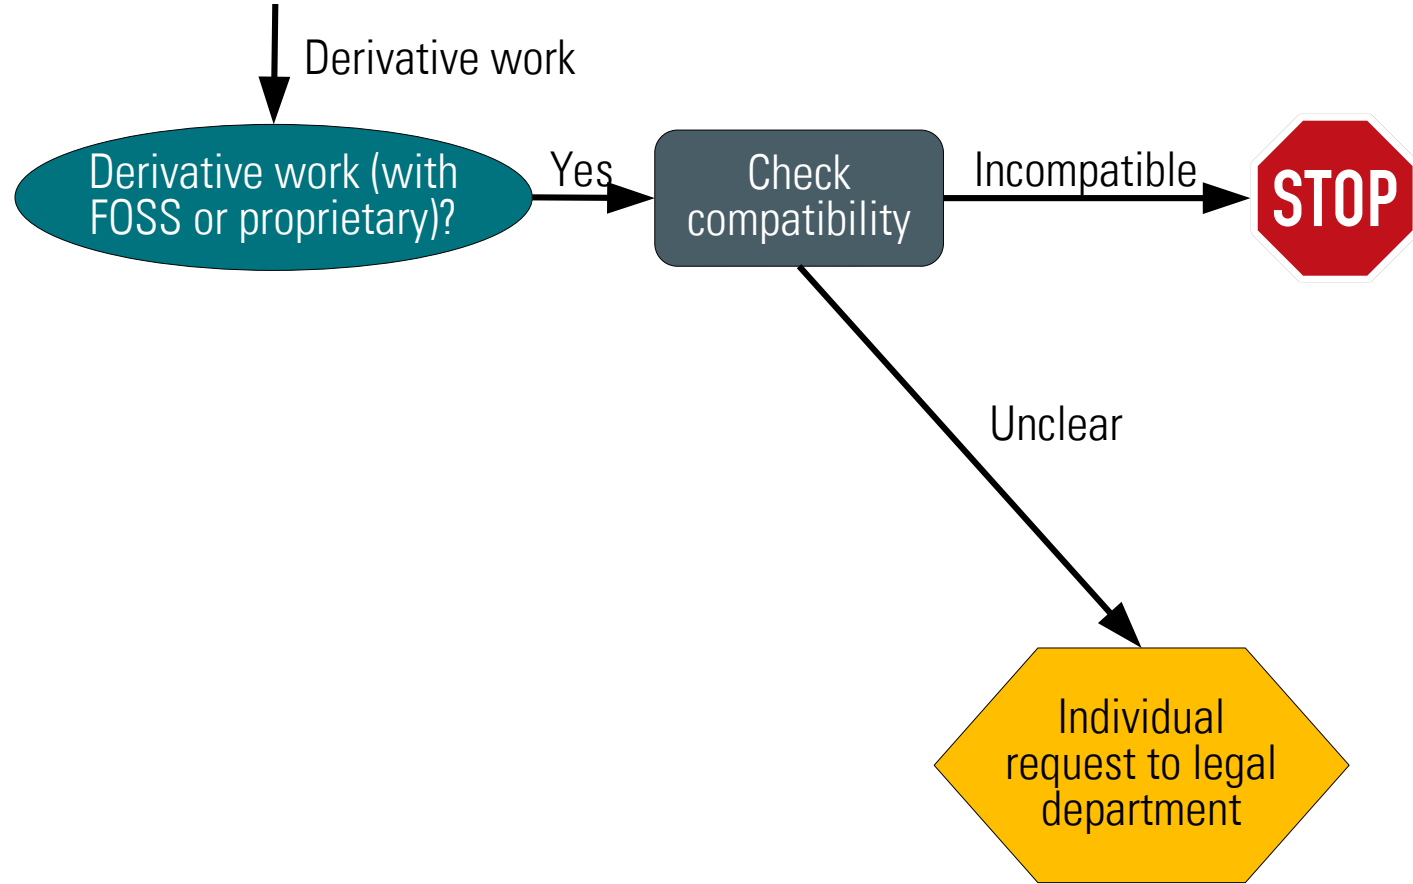 Derivative work
Derivative work (with
FOSS or proprietary)?
Yes
Check
compatibility
Incompatible
STOP
Unclear
Individual
request to legal
department